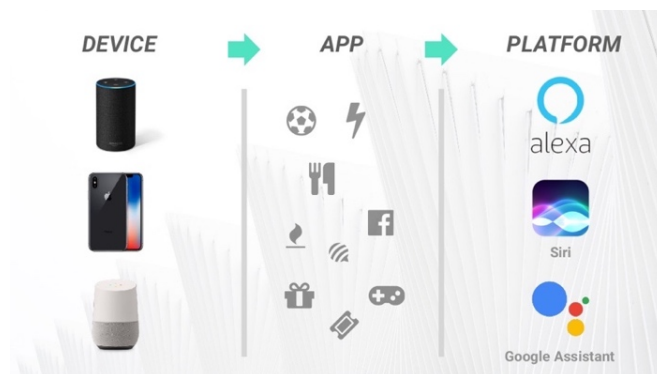 DEVICE
APP
PLATFORM
alexa
Siri
Google Assistant